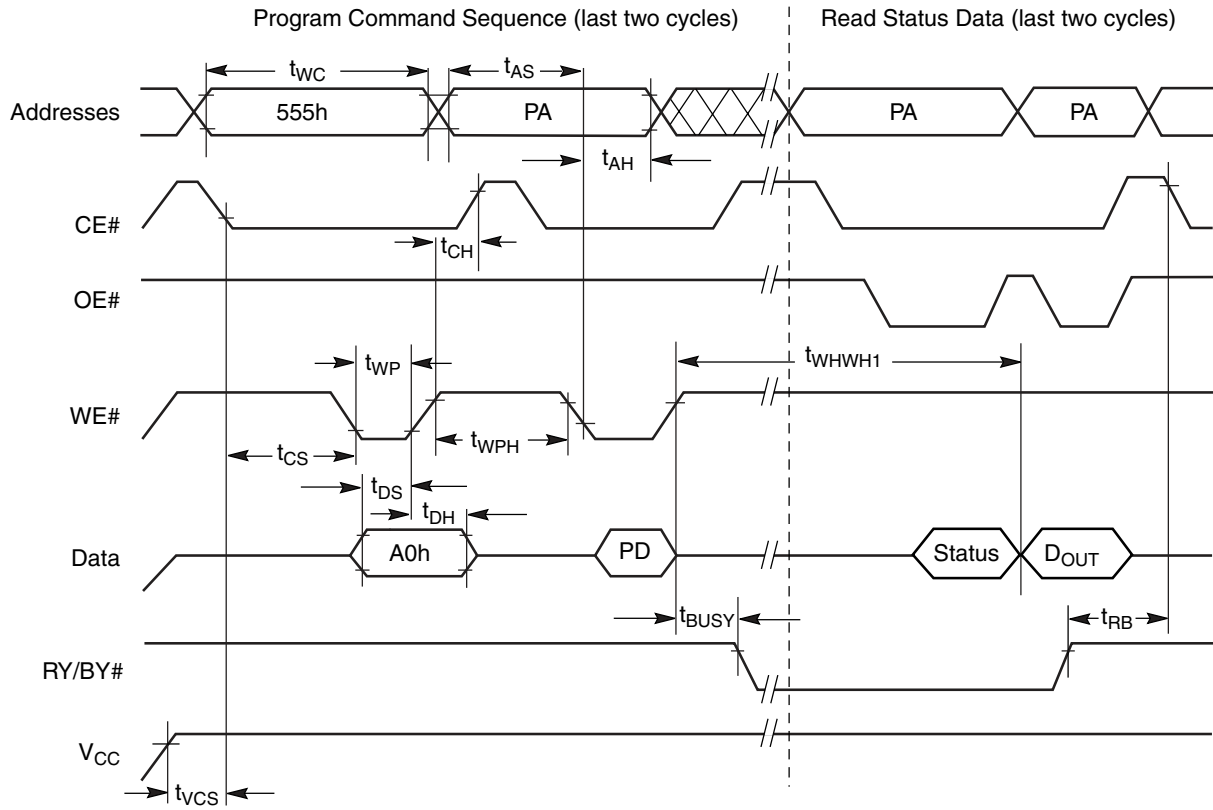 Program Command Sequence (last two cycles) Read Status Data (last two cycles)
tWC tAS
Addresses 555h PA PA PA
tAH
CE#
tCH
OE#
tWP tWHWH1
WE#
tCS tWPH
tDS
tDH
Data A0h PD Status DOUT
tBUSY tRB
RY/BY#
VCC
tVCS